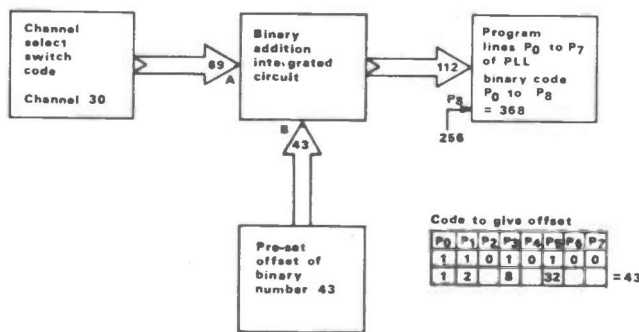 Channel
select
switch
code
Channel 30
69
A
Binary
addition
integrated
circuit
112
Program
lines P0 to P7
of PLL
binary code
P0 to P8
= 368
P8
256
B
43
Pre-set
offset of
binary
number 43
Code to give offset
P0 P1 P2 P3 P4 P5 P6 P7
1 1 0 1 0 1 0 0
1 2 8 32 = 43